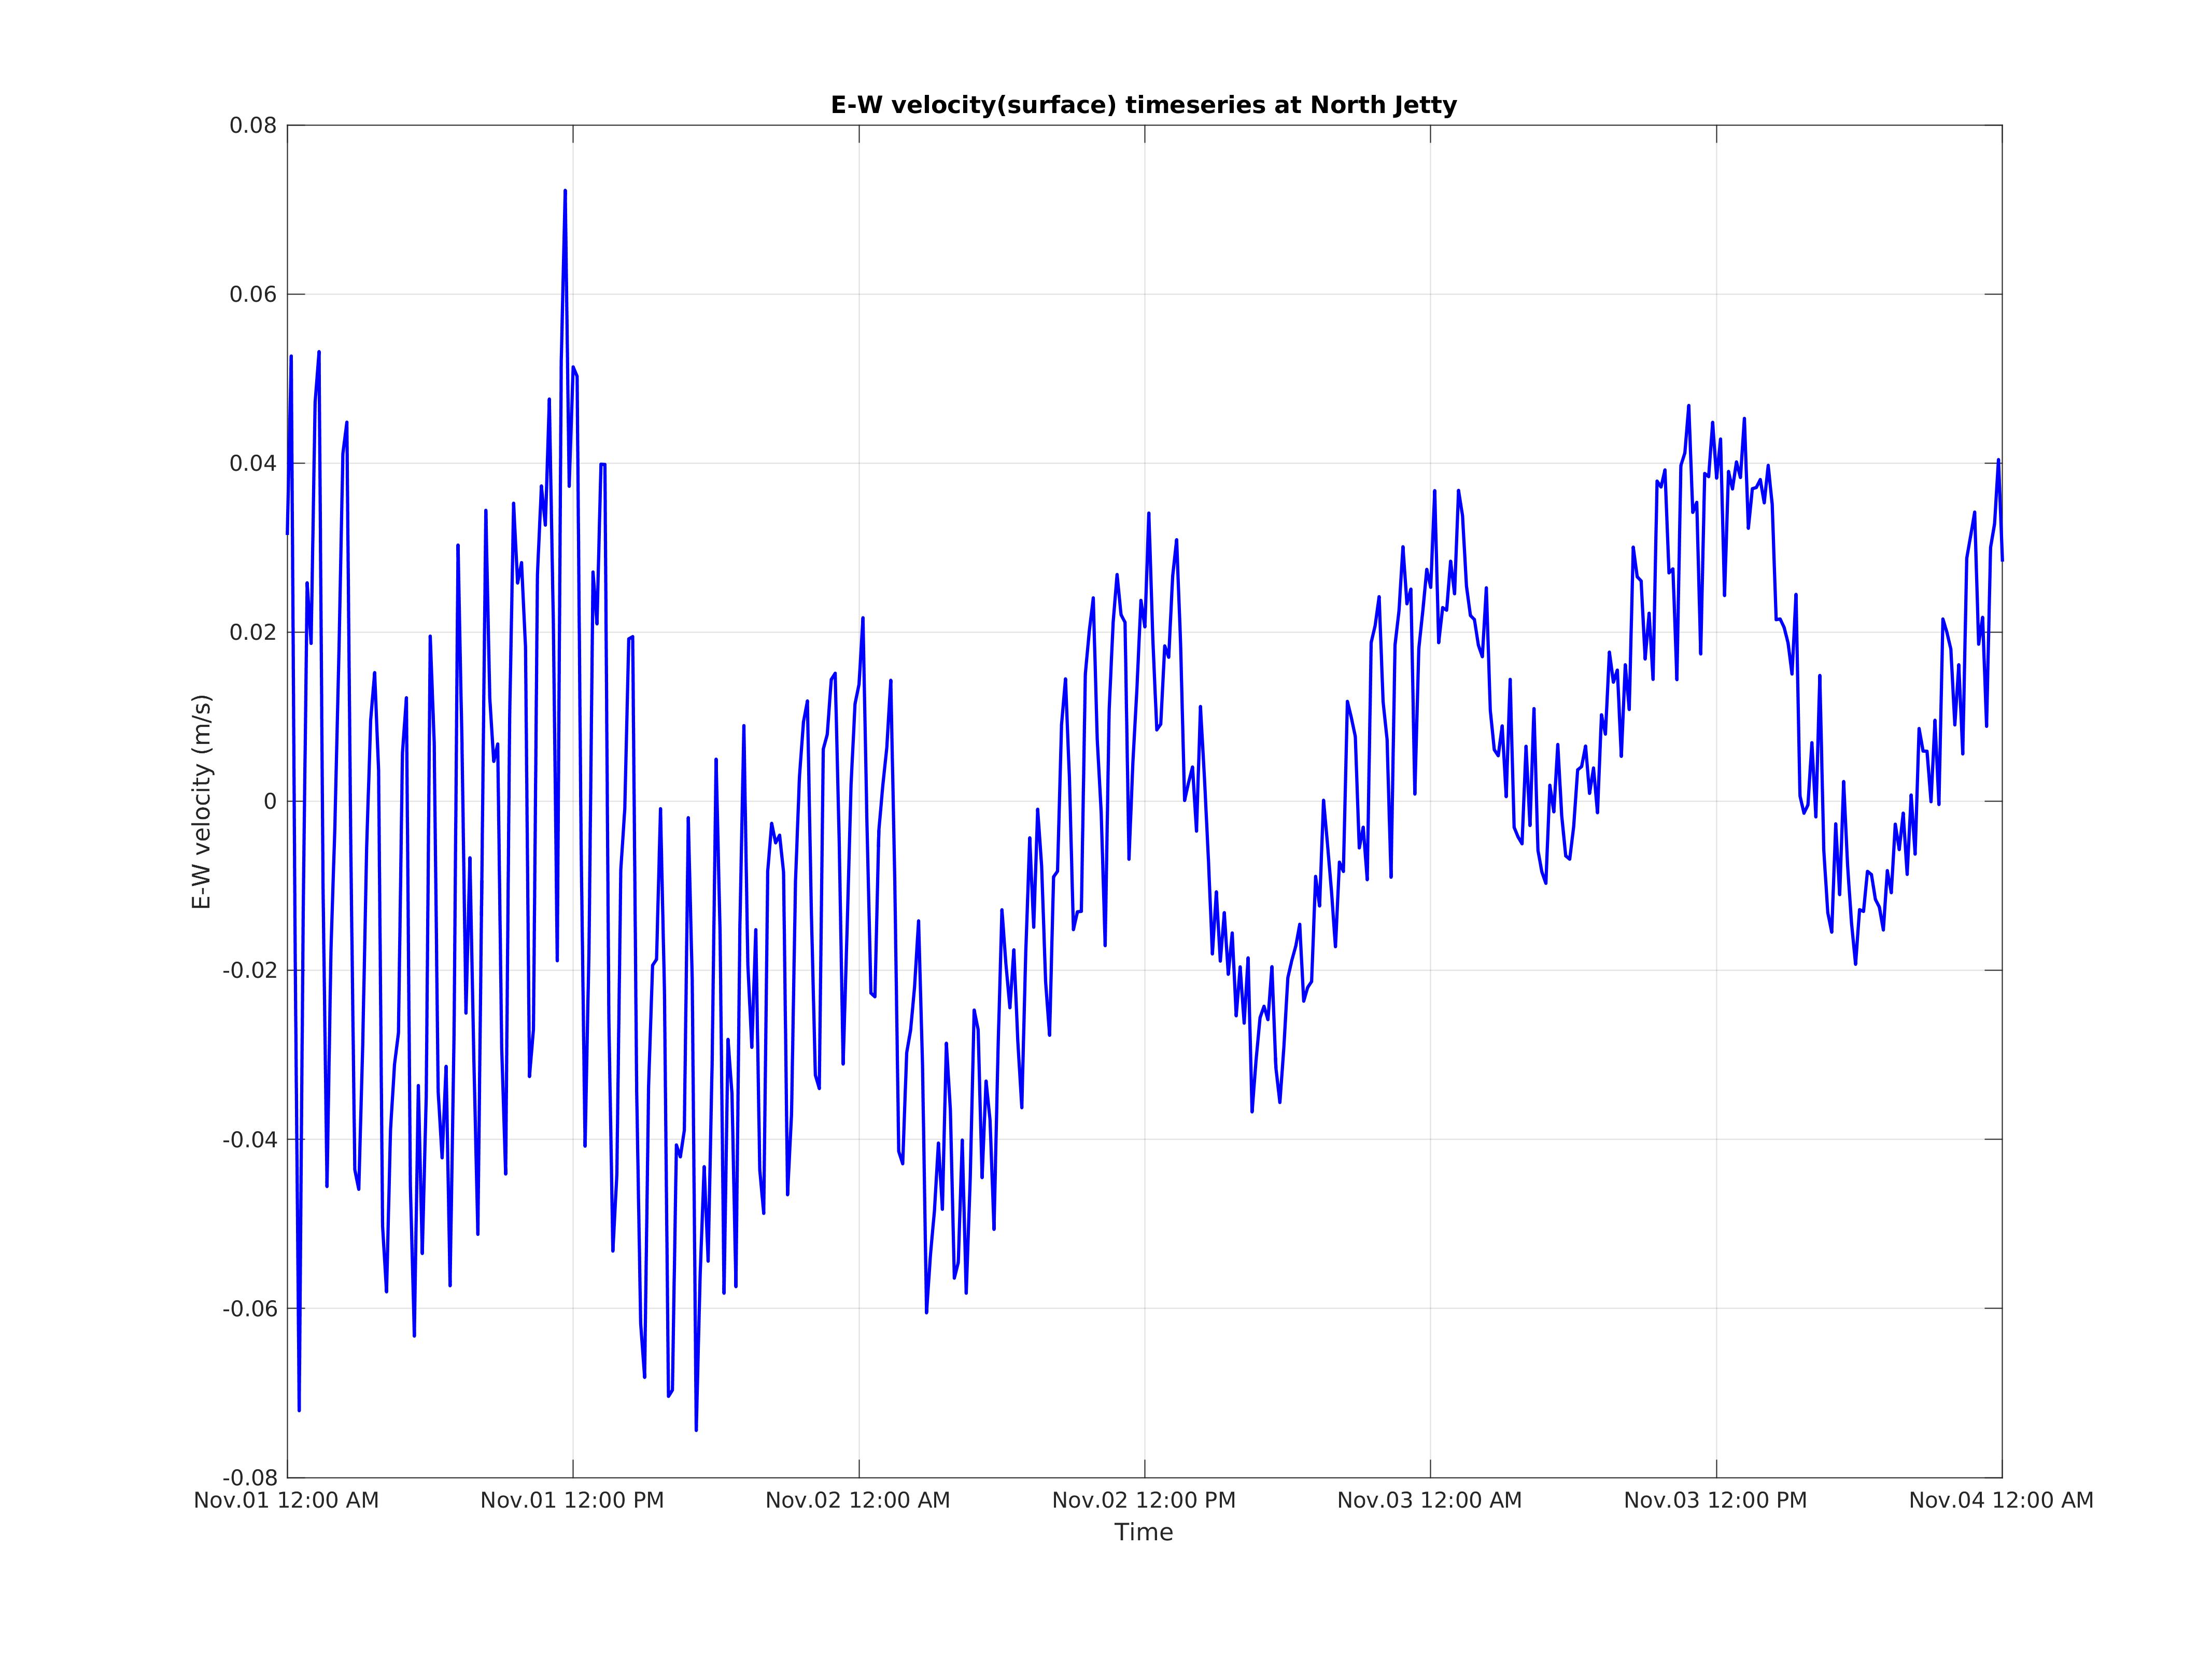 E-W velocity(surface) timeseries at North Jetty
0.08
0.06
0.04
0.02
0
-0.02
-0.04
-0.06
-0.08
E-W velocity (m/s)
Nov.01 12:00 AM Nov.01 12:00 PM Nov.02 12:00 AM Nov.02 12:00 PM Nov.03 12:00 AM Nov.03 12:00 PM Nov.04 12:00 AM
Time